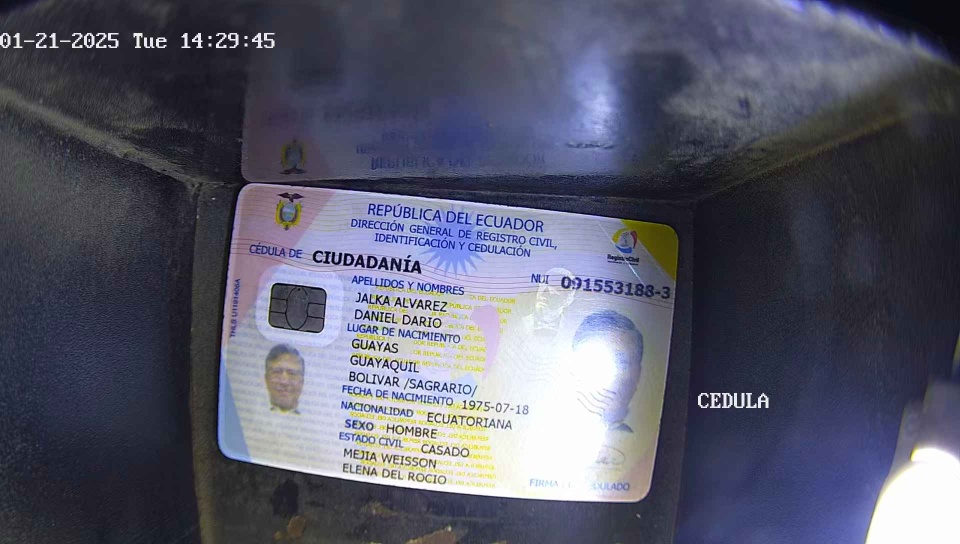 01-21-2025 Tue 14:29:45
REPÚBLICA DEL ECUADOR
DIRECCIÓN GENERAL DE REGISTRO CIVIL,
IDENTIFICACIÓN Y CEDULACIÓN
CÉDULA DE CIUDADANÍA
NUI 091553188-3
APELLIDOS Y NOMBRES
JALKA ALVAREZ
DANIEL DARIO
LUGAR DE NACIMIENTO
GUAYAS
GUAYAQUIL
BOLIVAR /SAGRARIO/
FECHA DE NACIMIENTO 1975-07-18
NACIONALIDAD ECUATORIANA
SEXO HOMBRE
ESTADO CIVIL CASADO
MEJIA WEISSON
ELENA DEL ROCIO
FIRMA
CEDULA